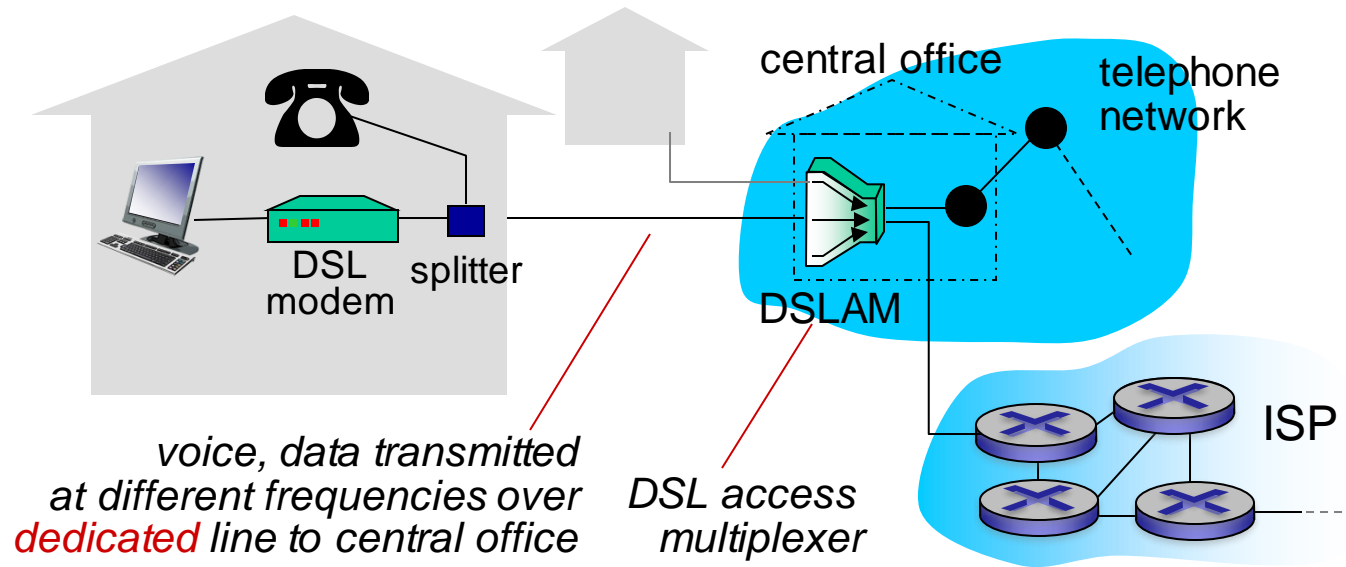 central office
telephone
network
DSL
modem
splitter
DSLAM
ISP
voice, data transmitted
at different frequencies over
dedicated line to central office
DSL access
multiplexer